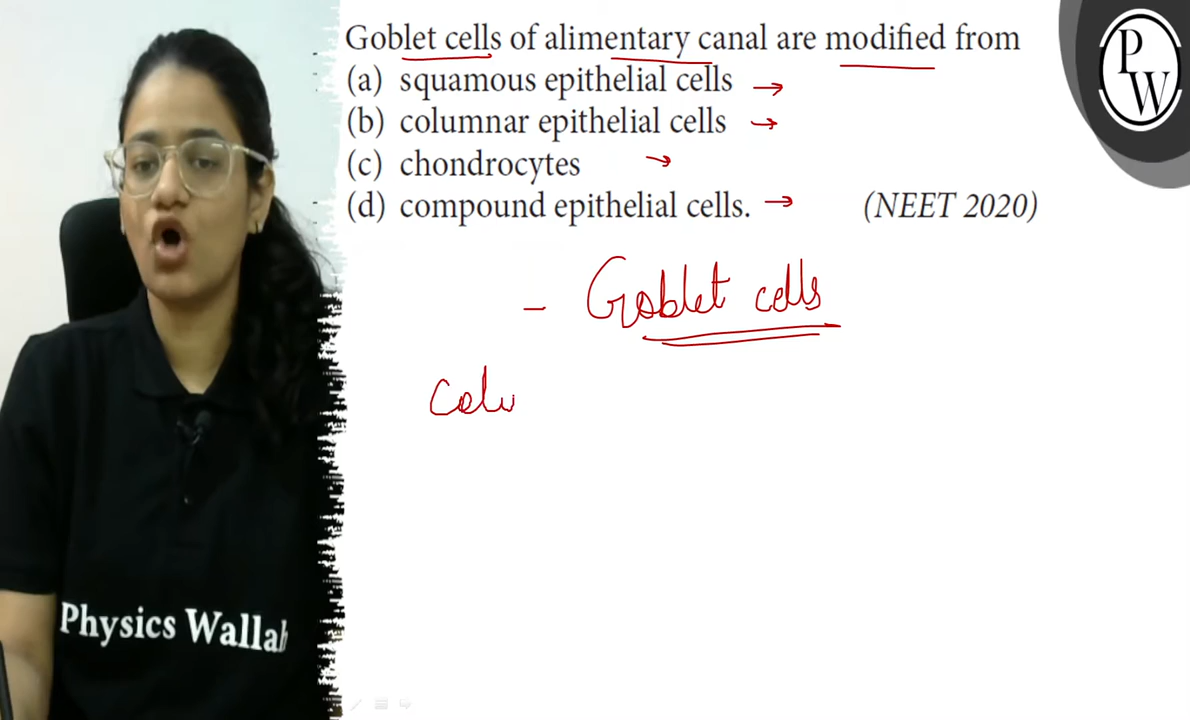 Goblet cells of alimentary canal are modified from
(a) squamous epithelial cells →
(b) columnar epithelial cells →
(c) chondrocytes →
(d) compound epithelial cells. → (NEET 2020)
PW
- Goblet cells
Colu
Physics Wallah